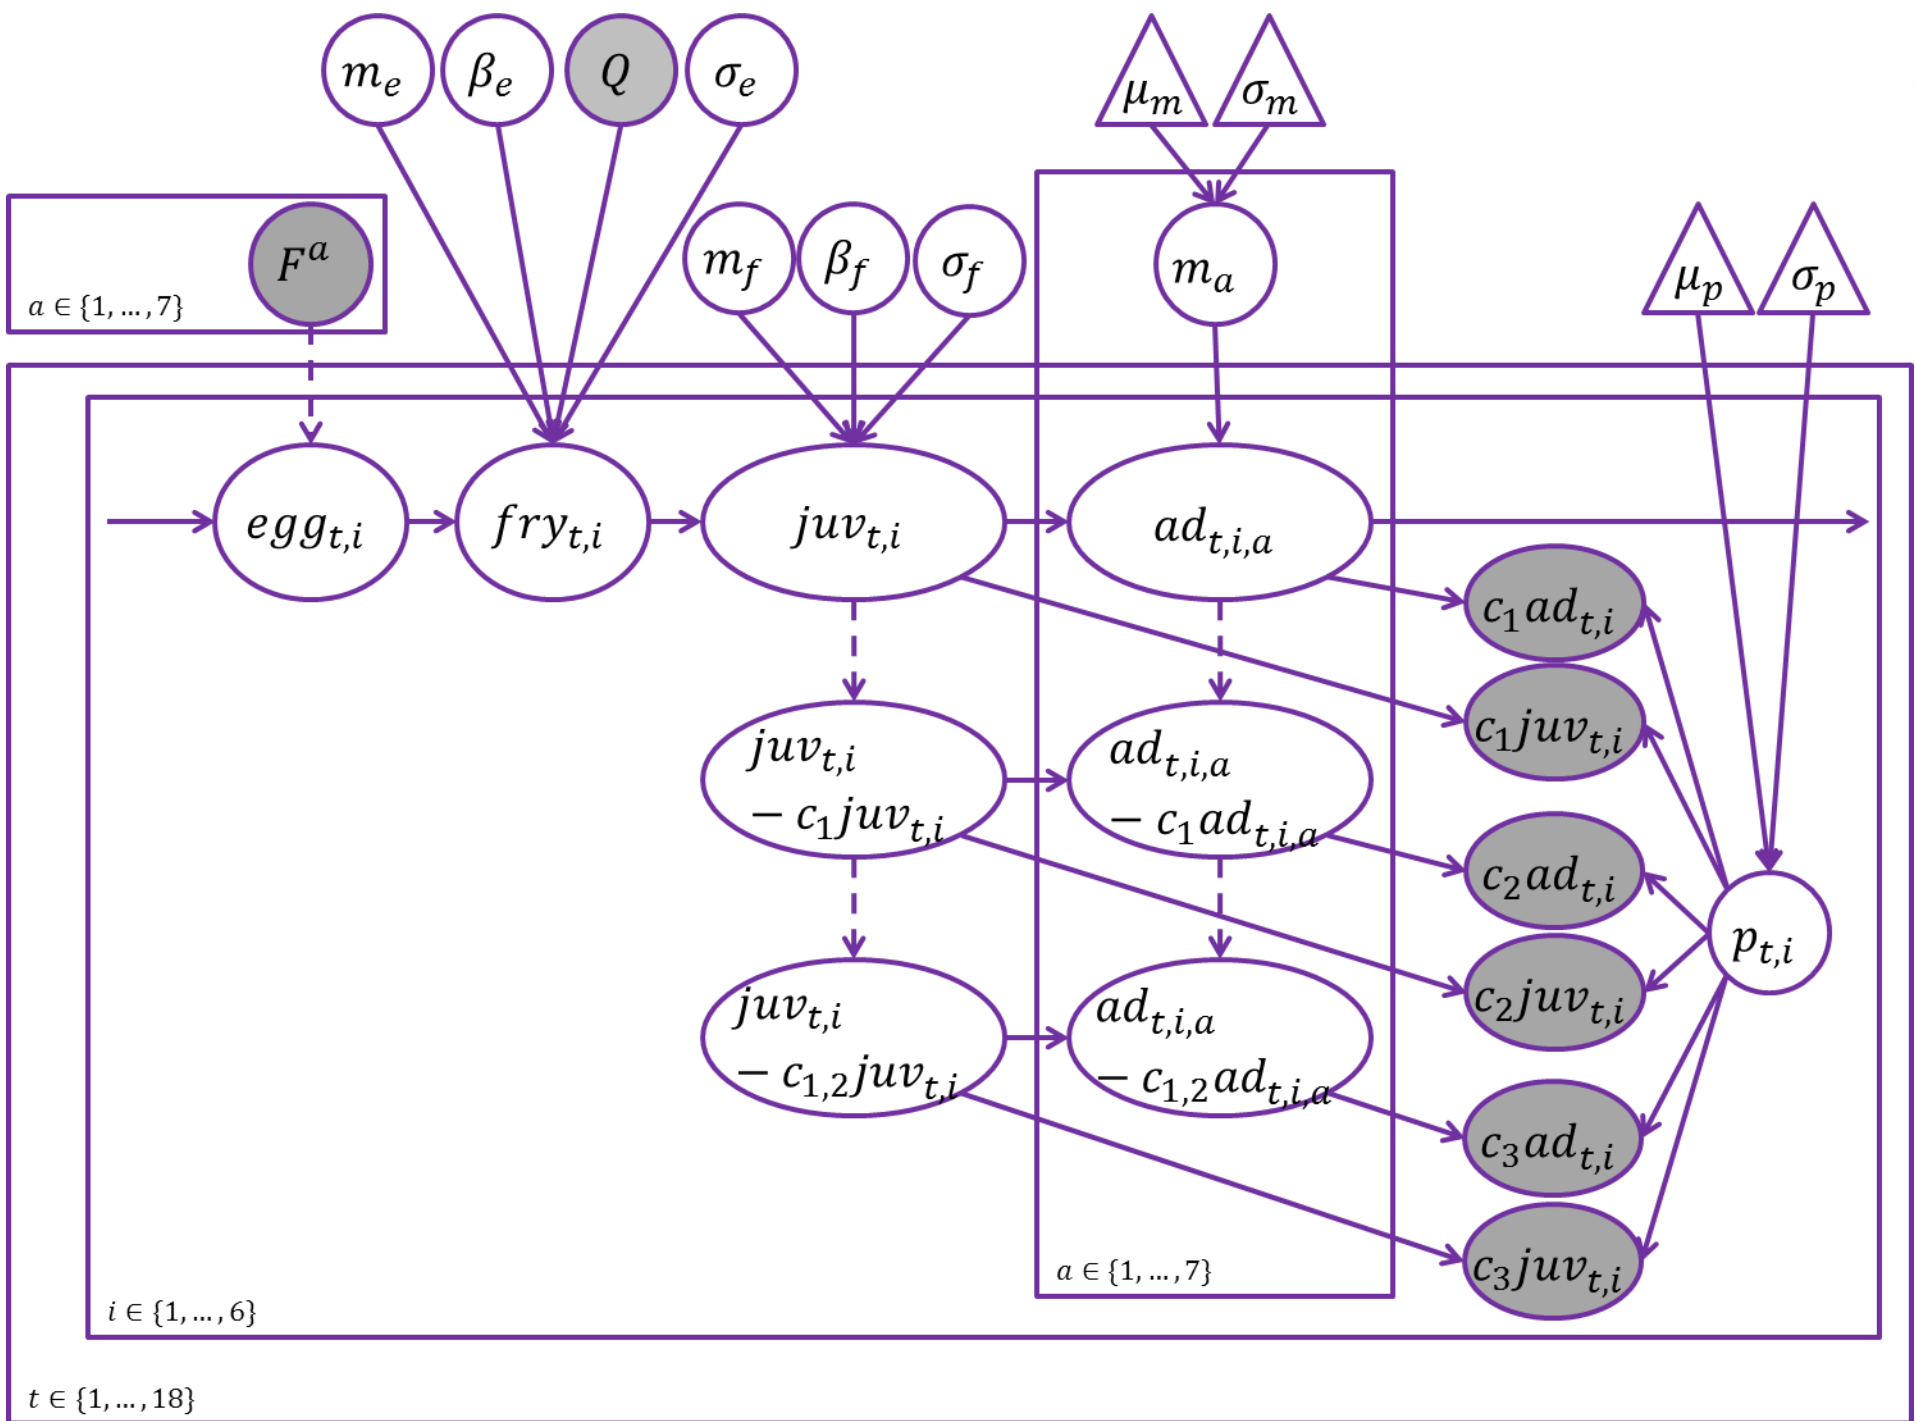 m_e
β_e
Q
σ_e
μ_m
σ_m
F^a
a ∈ {1, … , 7}
m_f
β_f
σ_f
m_a
μ_p
σ_p
egg_{t,i}
fry_{t,i}
juv_{t,i}
ad_{t,i,a}
c_1ad_{t,i}
c_1juv_{t,i}
juv_{t,i}
− c_1juv_{t,i}
ad_{t,i,a}
− c_1ad_{t,i,a}
c_2ad_{t,i}
p_{t,i}
c_2juv_{t,i}
juv_{t,i}
− c_{1,2}juv_{t,i}
ad_{t,i,a}
− c_{1,2}ad_{t,i,a}
c_3ad_{t,i}
c_3juv_{t,i}
a ∈ {1, … , 7}
i ∈ {1, … , 6}
t ∈ {1, … , 18}